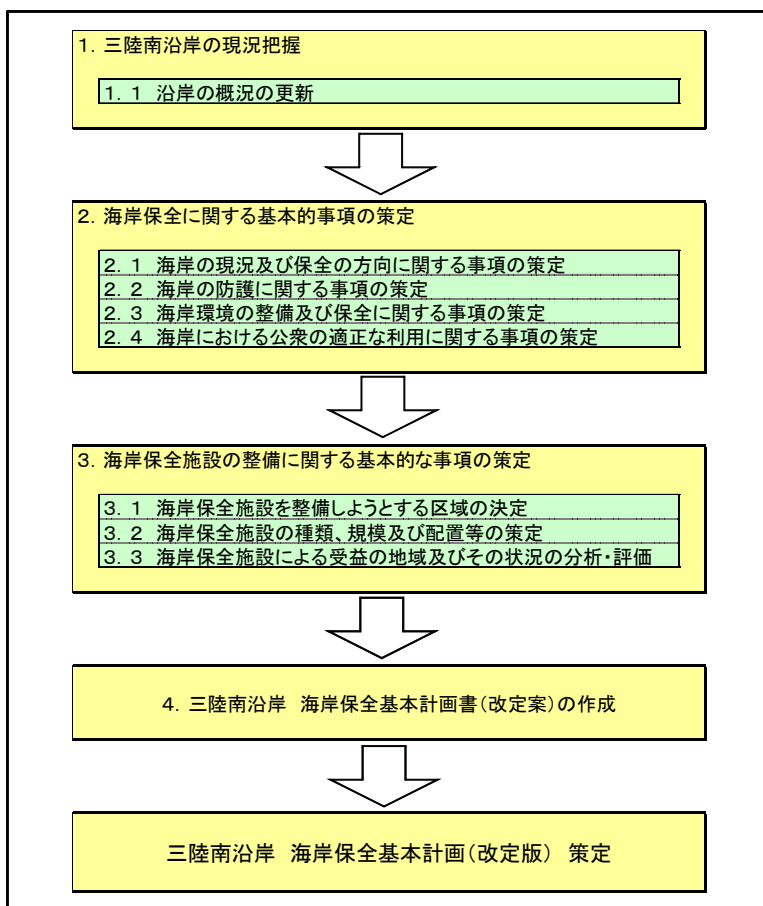 1. 三陸南沿岸の現況把握
1. 1 沿岸の概況の更新
2. 海岸保全に関する基本的事項の策定
2. 1 海岸の現況及び保全の方向に関する事項の策定
2. 2 海岸の防護に関する事項の策定
2. 3 海岸環境の整備及び保全に関する事項の策定
2. 4 海岸における公衆の適正な利用に関する事項の策定
3. 海岸保全施設の整備に関する基本的な事項の策定
3. 1 海岸保全施設を整備しようとする区域の決定
3. 2 海岸保全施設の種類、規模及び配置等の策定
3. 3 海岸保全施設による受益の地域及びその状況の分析・評価
4. 三陸南沿岸 海岸保全基本計画書(改定案)の作成
三陸南沿岸 海岸保全基本計画(改定版) 策定